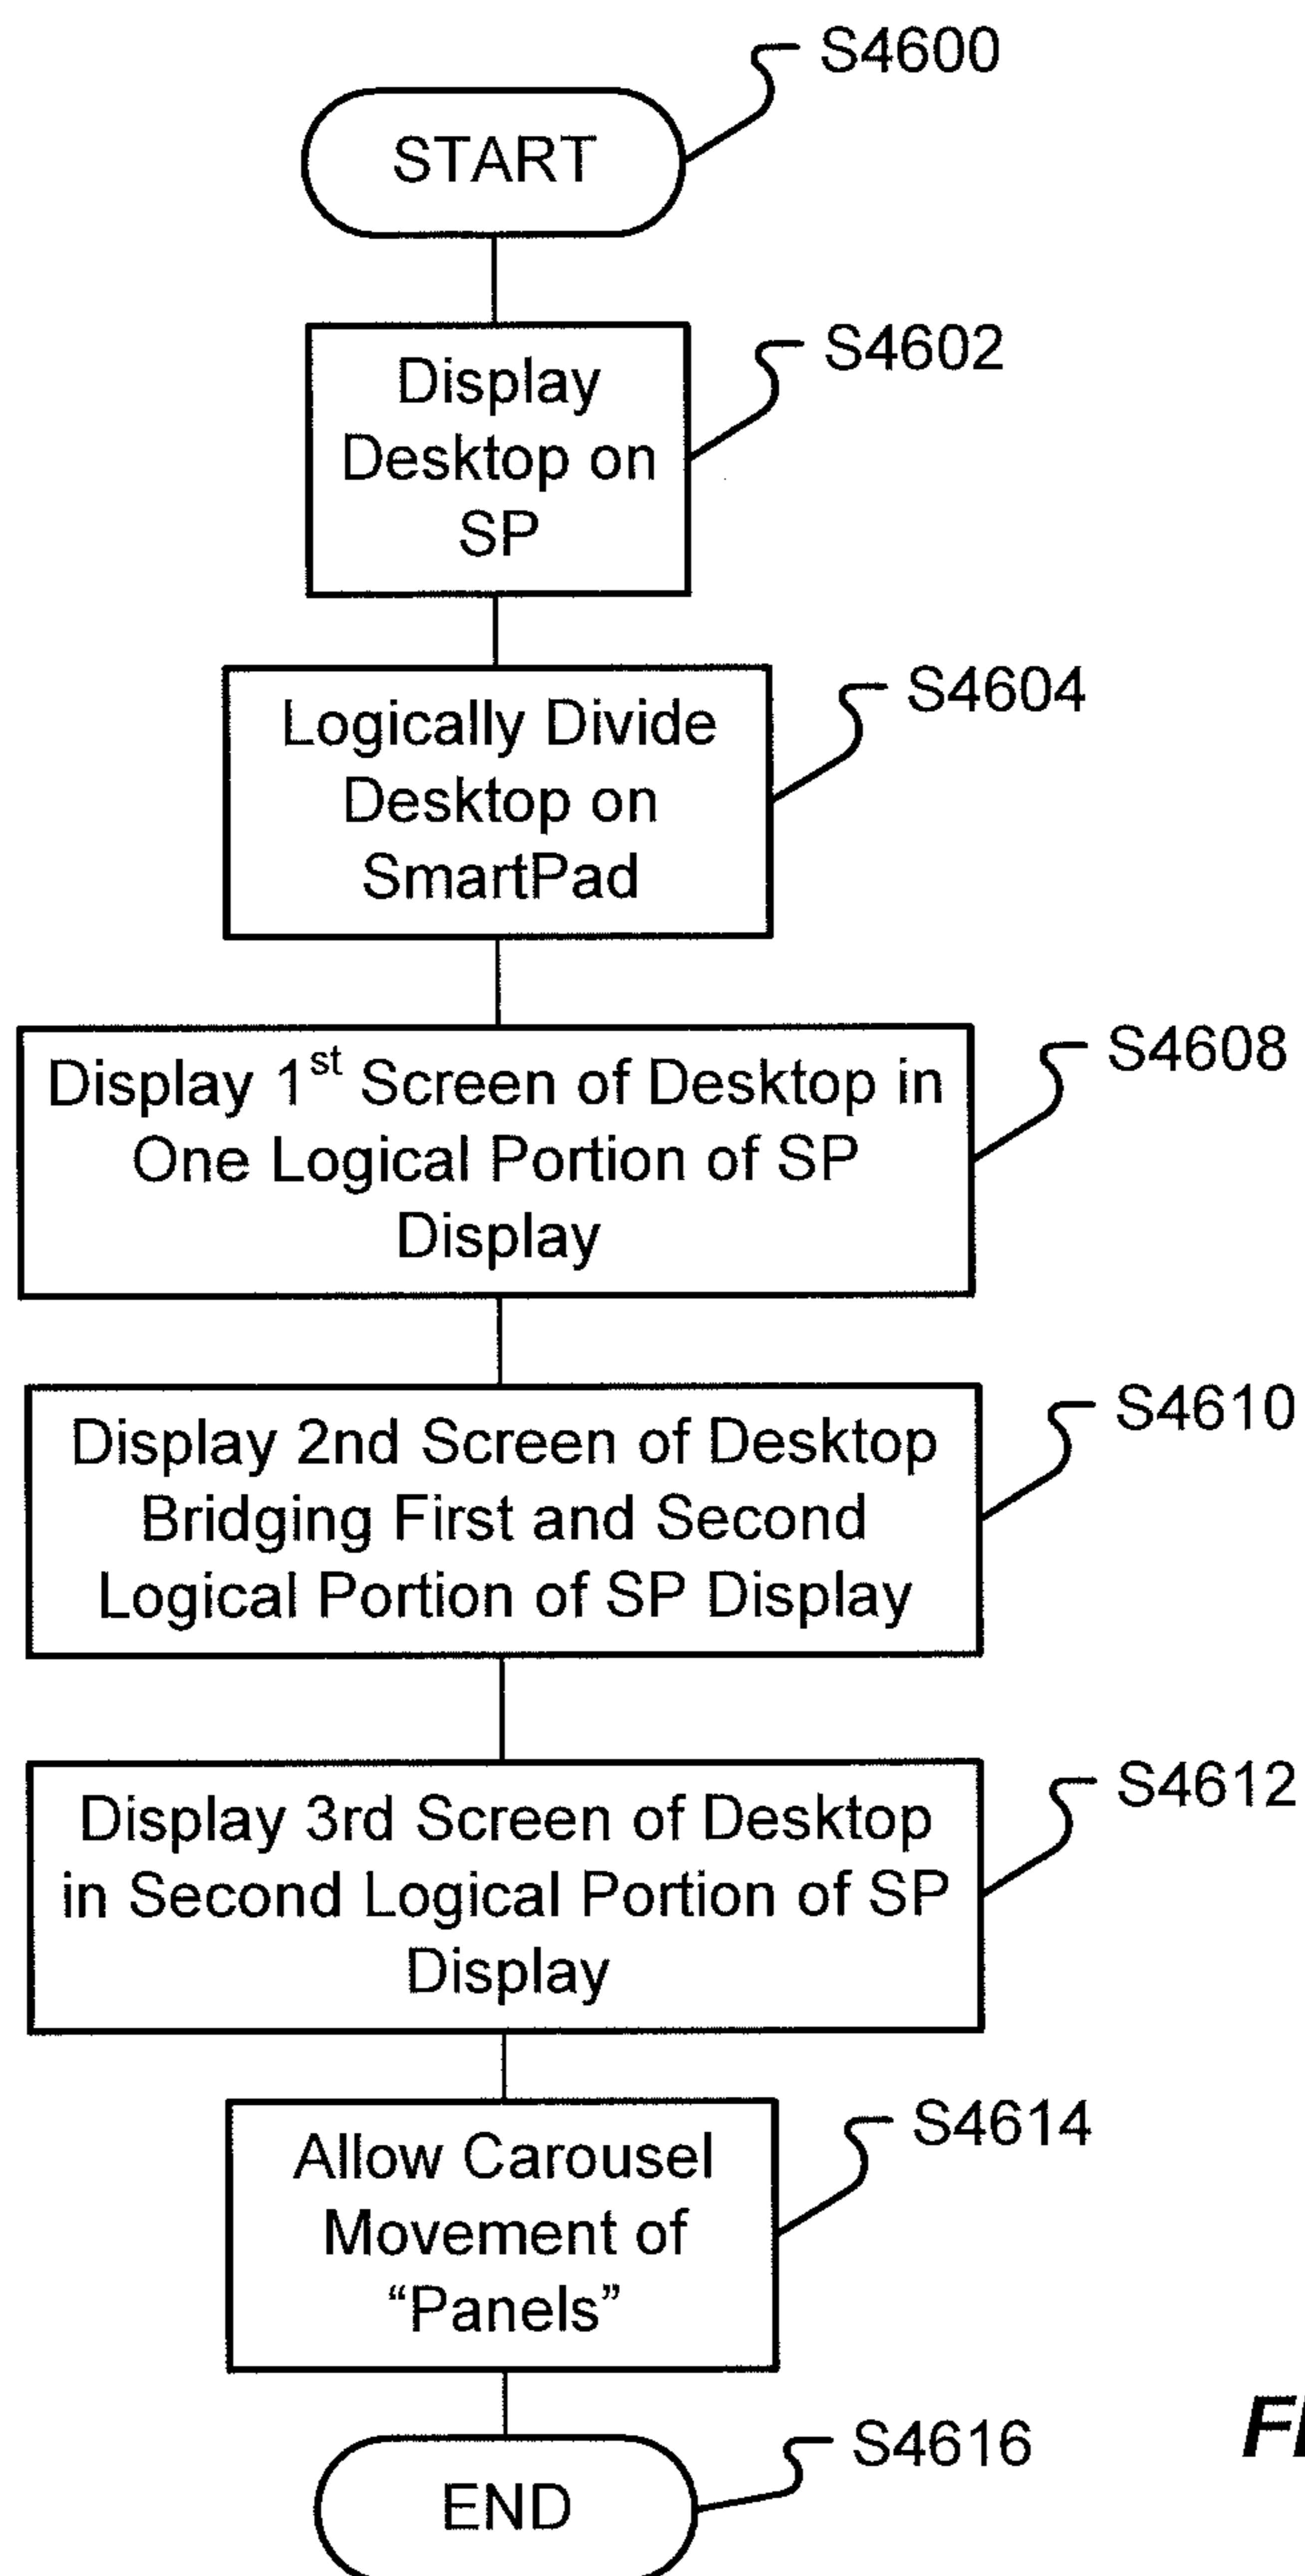 S4600
START
S4602
Display
Desktop on
SP
S4604
Logically Divide
Desktop on
SmartPad
S4608
Display 1st Screen of Desktop in
One Logical Portion of SP
Display
S4610
Display 2nd Screen of Desktop
Bridging First and Second
Logical Portion of SP Display
S4612
Display 3rd Screen of Desktop
in Second Logical Portion of SP
Display
S4614
Allow Carousel
Movement of
“Panels”
S4616
END